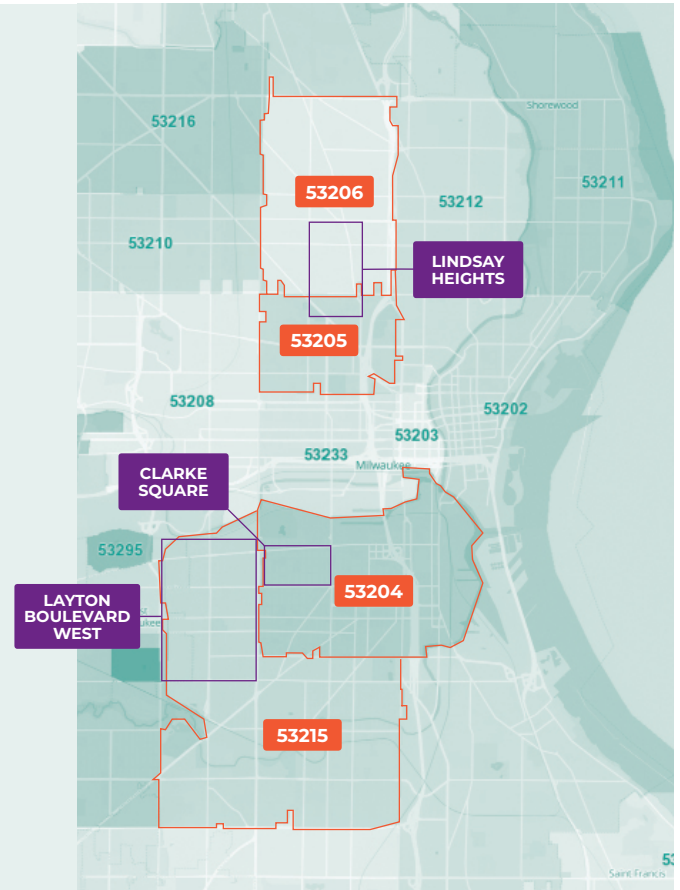 Shorewood
53216
53211
53206
53212
53210
LINDSAY
HEIGHTS
53205
53208
53202
53203
53233
Milwaukee
CLARKE
SQUARE
53295
53204
LAYTON
BOULEVARD
WEST
53215
Saint Francis